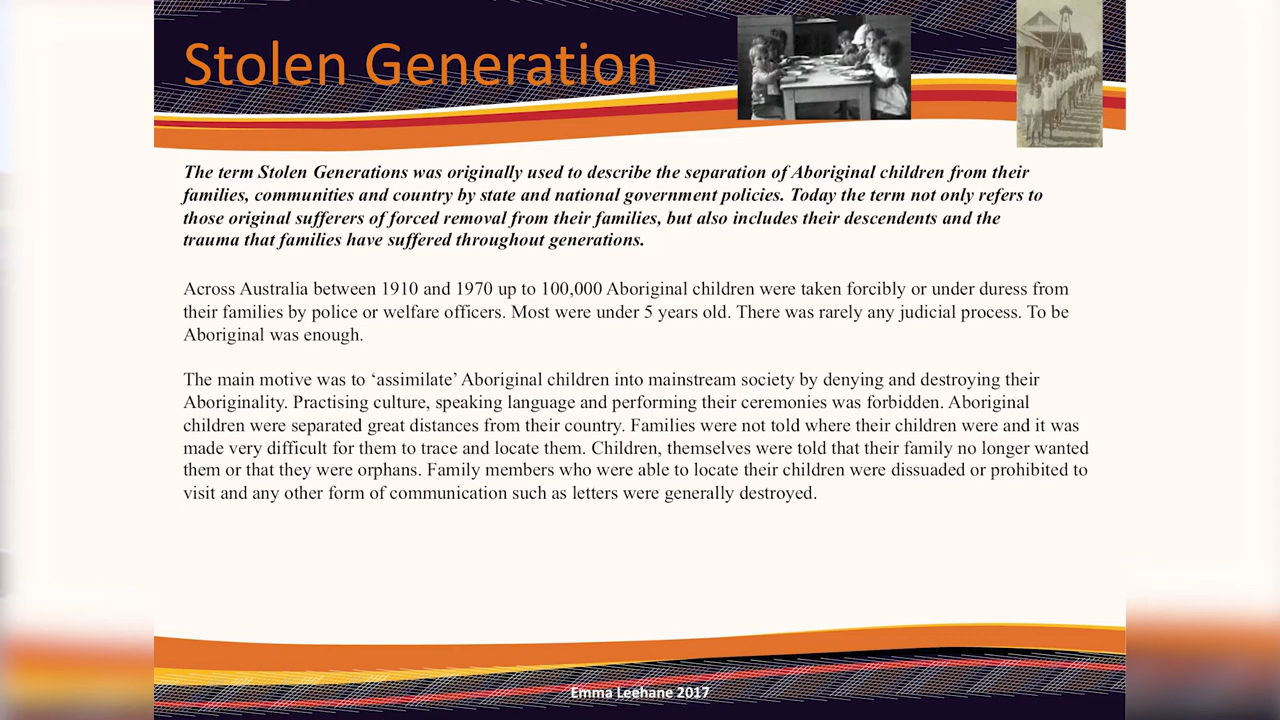 Stolen Generation
The term Stolen Generations was originally used to describe the separation of Aboriginal children from their
families, communities and country by state and national government policies. Today the term not only refers to
those original sufferers of forced removal from their families, but also includes their descendents and the
trauma that families have suffered throughout generations.
Across Australia between 1910 and 1970 up to 100,000 Aboriginal children were taken forcibly or under duress from
their families by police or welfare officers. Most were under 5 years old. There was rarely any judicial process. To be
Aboriginal was enough.
The main motive was to ‘assimilate’ Aboriginal children into mainstream society by denying and destroying their
Aboriginality. Practising culture, speaking language and performing their ceremonies was forbidden. Aboriginal
children were separated great distances from their country. Families were not told where their children were and it was
made very difficult for them to trace and locate them. Children, themselves were told that their family no longer wanted
them or that they were orphans. Family members who were able to locate their children were dissuaded or prohibited to
visit and any other form of communication such as letters were generally destroyed.
Emma Leehane 2017